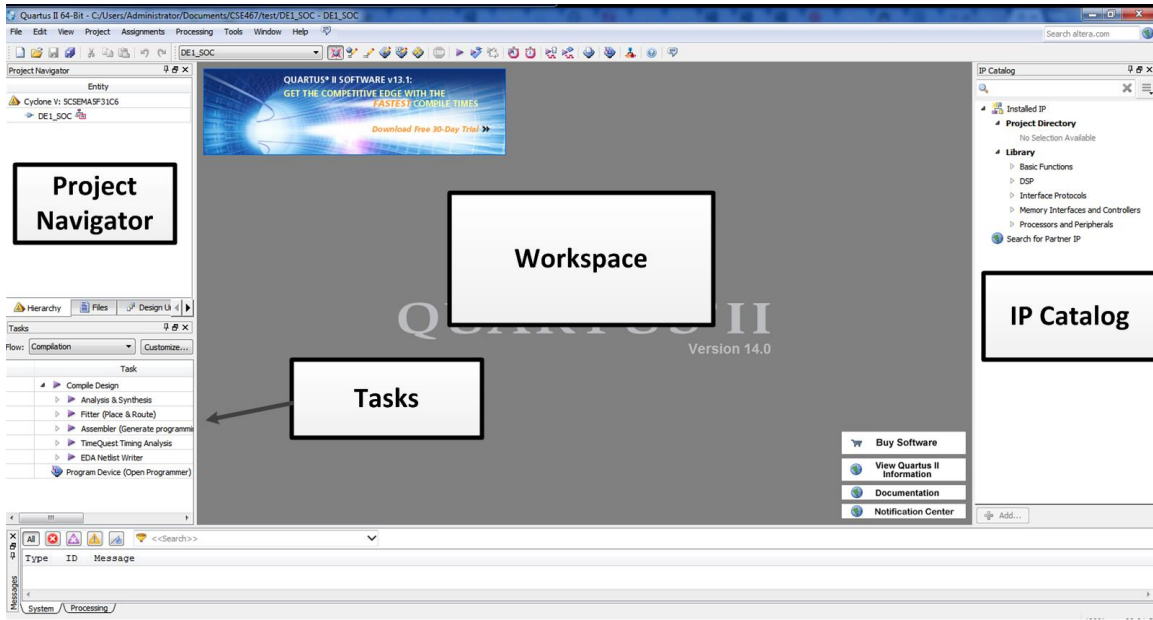 Quartus II 64-Bit - C:/Users/Administrator/Documents/CSE467/test/DE1_SOC - DE1_SOC
File Edit View Project Assignments Processing Tools Window Help
Search altera.com
DE1_SOC
Project Navigator
Entity
Cyclone V: 5CSEMA5F31C6
DE1_SOC
Project
Navigator
Hierarchy Files Design Un
QUARTUS® II SOFTWARE v13.1:
GET THE COMPETITIVE EDGE WITH THE
FASTEST COMPILE TIMES
Download Free 30-Day Trial
Workspace
QUARTUS II
Version 14.0
IP Catalog
Installed IP
Project Directory
No Selection Available
Library
Basic Functions
DSP
Interface Protocols
Memory Interfaces and Controllers
Processors and Peripherals
Search for Partner IP
IP Catalog
Add...
Tasks
Flow: Compilation Customize...
Task
Compile Design
Analysis & Synthesis
Fitter (Place & Route)
Assembler (Generate programmi
TimeQuest Timing Analysis
EDA Netlist Writer
Program Device (Open Programmer)
Tasks
Buy Software
View Quartus II
Information
Documentation
Notification Center
All <<Search>>
Type ID Message
Messages
System Processing